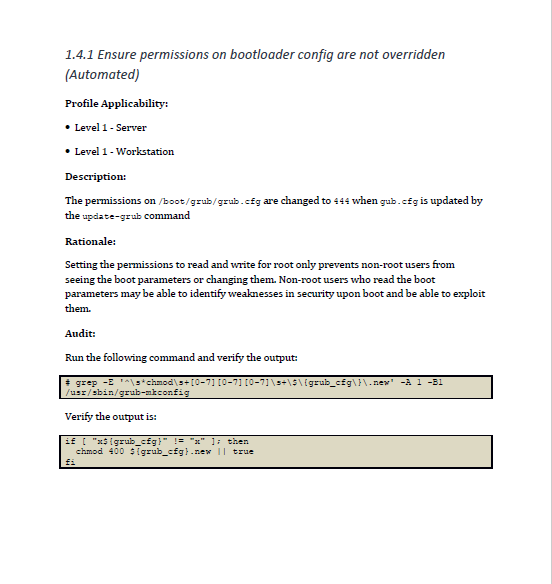 1.4.1 Ensure permissions on bootloader config are not overridden
(Automated)
Profile Applicability:
• Level 1 - Server
• Level 1 - Workstation
Description:
The permissions on /boot/grub/grub.cfg are changed to 444 when gub.cfg is updated by
the update-grub command
Rationale:
Setting the permissions to read and write for root only prevents non-root users from
seeing the boot parameters or changing them. Non-root users who read the boot
parameters may be able to identify weaknesses in security upon boot and be able to exploit
them.
Audit:
Run the following command and verify the output:
# grep -E '^\s*chmod\s+[0-7][0-7][0-7]\s+\$\{grub_cfg\}\.new' -A 1 -B1
/usr/sbin/grub-mkconfig
Verify the output is:
if [ "x${grub_cfg}" != "x" ]; then
  chmod 400 ${grub_cfg}.new || true
fi